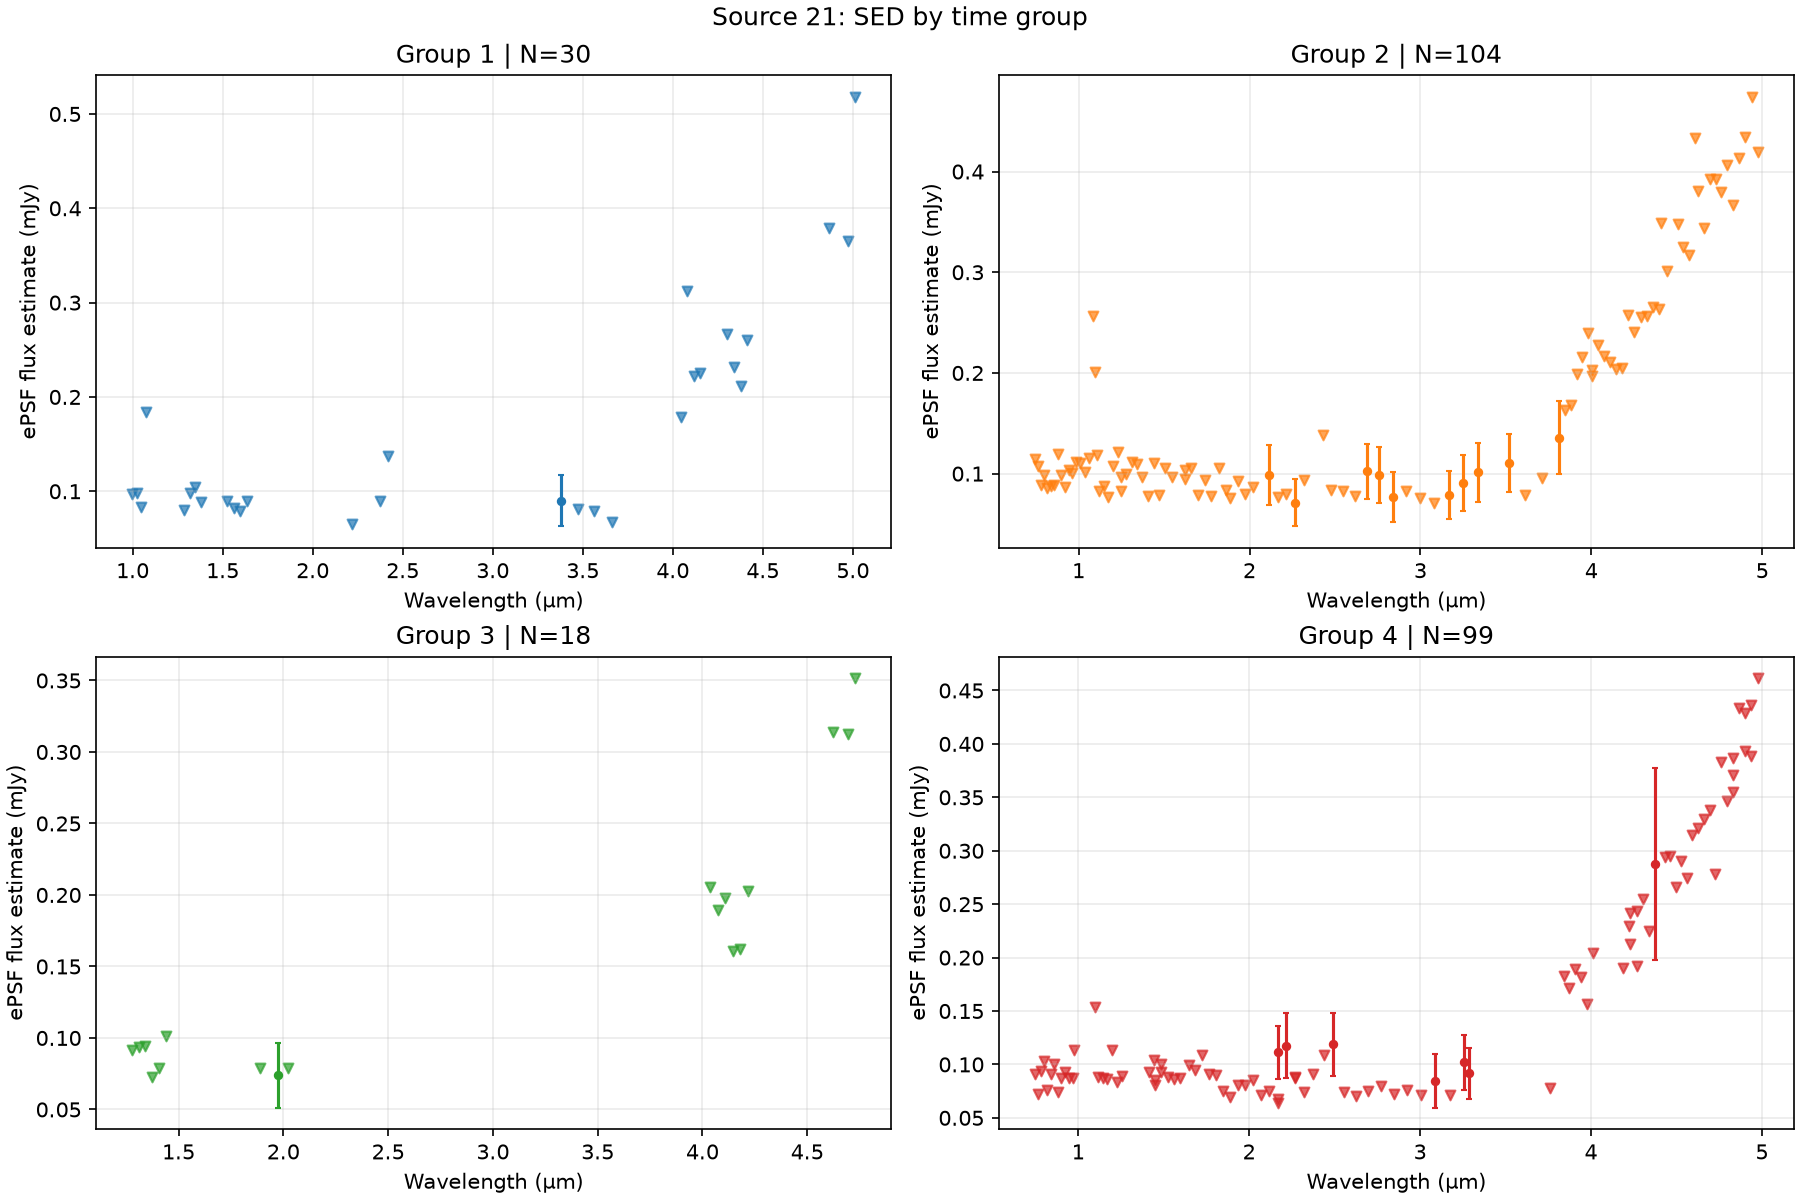 Source 21: SED by time group
Group 1 | N=30
0.5
0.4
0.3
0.2
0.1
ePSF flux estimate (mJy)
1.0 1.5 2.0 2.5 3.0 3.5 4.0 4.5 5.0
Wavelength (μm)
Group 2 | N=104
0.4
0.3
0.2
0.1
ePSF flux estimate (mJy)
1 2 3 4 5
Wavelength (μm)
Group 3 | N=18
0.35
0.30
0.25
0.20
0.15
0.10
0.05
ePSF flux estimate (mJy)
1.5 2.0 2.5 3.0 3.5 4.0 4.5
Wavelength (μm)
Group 4 | N=99
0.45
0.40
0.35
0.30
0.25
0.20
0.15
0.10
0.05
ePSF flux estimate (mJy)
1 2 3 4 5
Wavelength (μm)